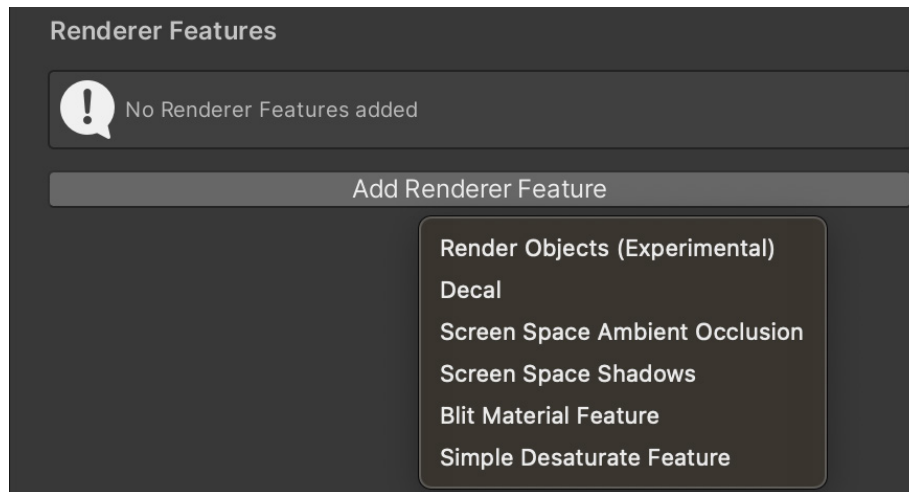 Renderer Features
No Renderer Features added
Add Renderer Feature
Render Objects (Experimental)
Decal
Screen Space Ambient Occlusion
Screen Space Shadows
Blit Material Feature
Simple Desaturate Feature